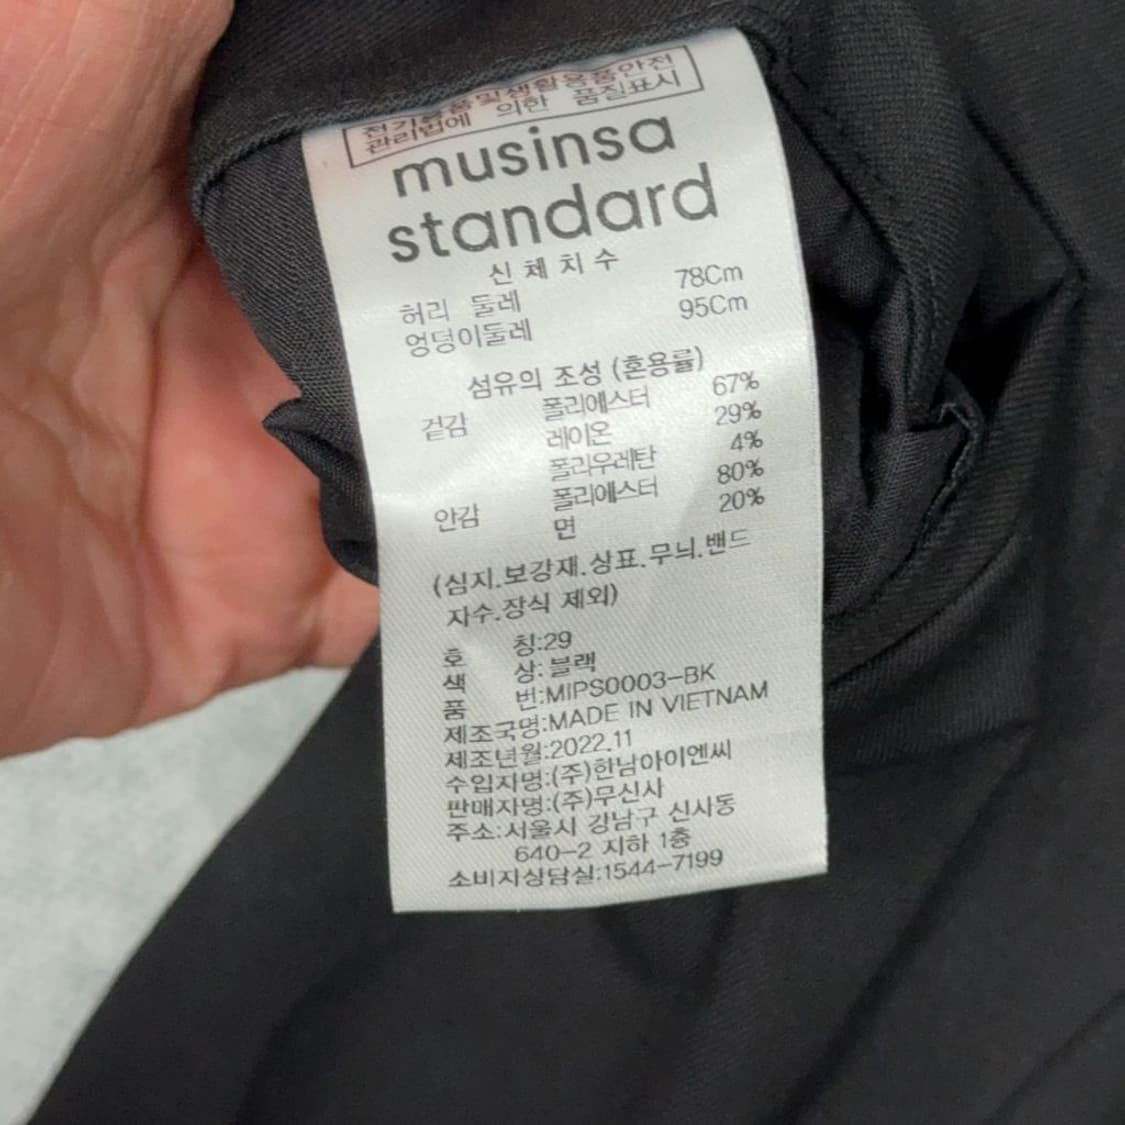 전기용품및생활용품안전
관리법에 의한 품질표시
musinsa
standard
신체치수
허리 둘레 78Cm
엉덩이둘레 95Cm
섬유의 조성 (혼용률)
겉감 폴리에스터 67%
레이온 29%
폴리우레탄 4%
안감 폴리에스터 80%
면 20%
(심지.보강재.상표.무늬.밴드
자수.장식 제외)
호 칭:29
색 상:블랙
품 번:MIPS0003-BK
제조국명:MADE IN VIETNAM
제조년월:2022.11
수입자명:(주)한남아이엔씨
판매자명:(주)무신사
주소:서울시 강남구 신사동
640-2 지하 1층
소비자상담실:1544-7199